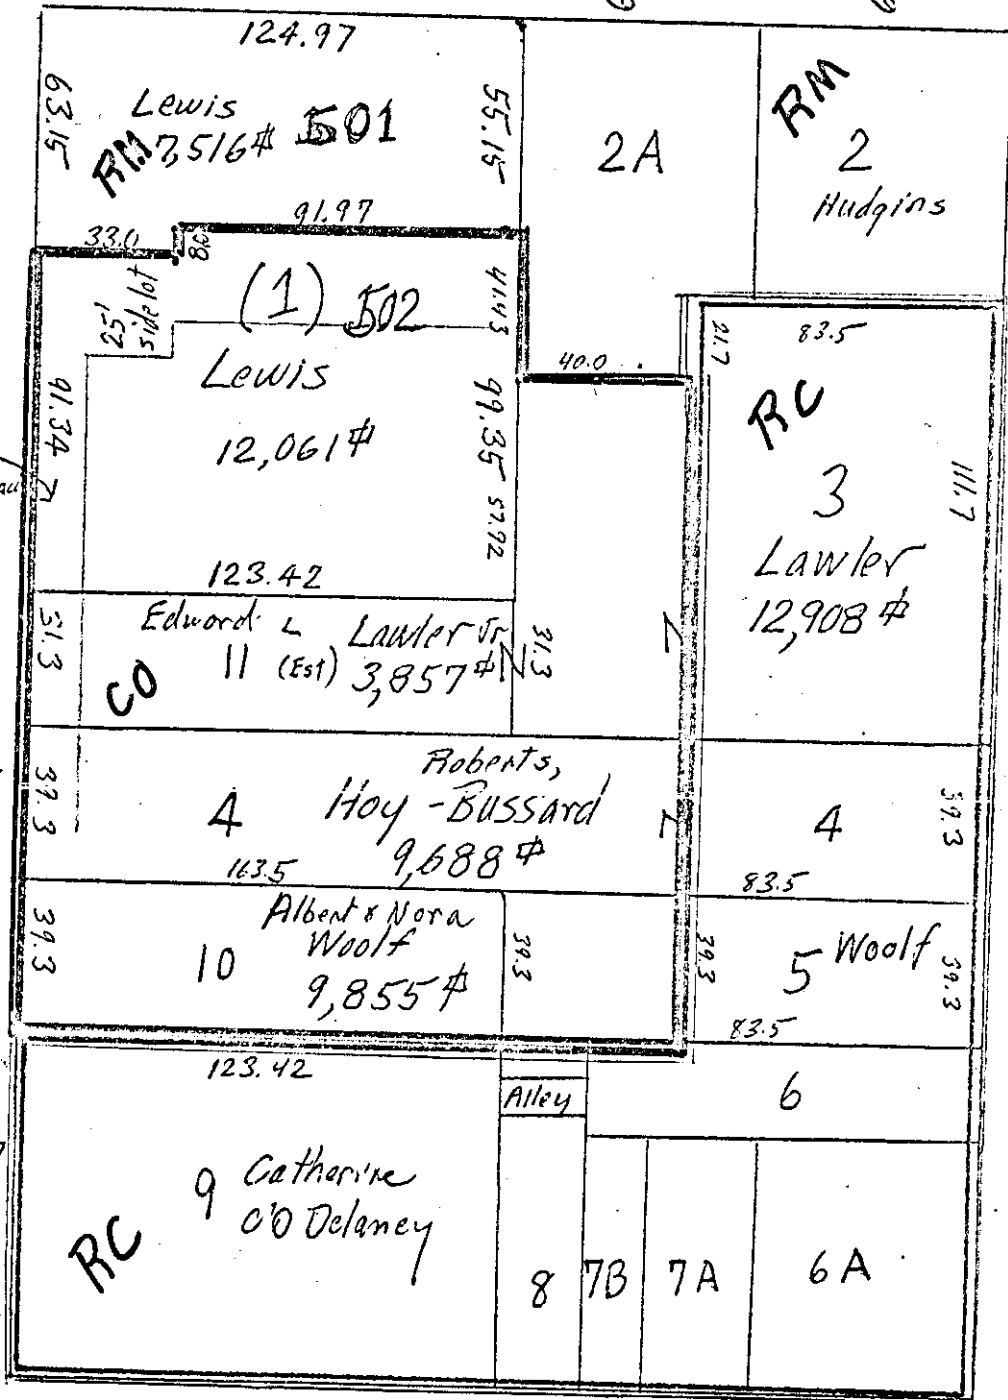 124.97
63.15
Lewis
7,516# 501
RM
55.15
2A
RM
2
Hudgins
91.97
33.0
8.0
25'
side lot
(1) 502
41.43
Lewis
12,061#
91.34
99.35
57.92
40.0
21.7
83.5
RC
3
Lawler
12,908#
111.7
123.42
31.3
Edward L Lawler Jr
11 (Est) 3,857#
31.3
CO
39.3
4
Roberts,
Hoy - Bussard
9,688#
163.5
4
39.3
83.5
39.3
10
Albert & Nora
Woolf
9,855#
39.3
39.3
5 Woolf
39.3
83.5
123.42
Alley
6
9 Catherine
O'D Delaney
RC
8
7B
7A
6A